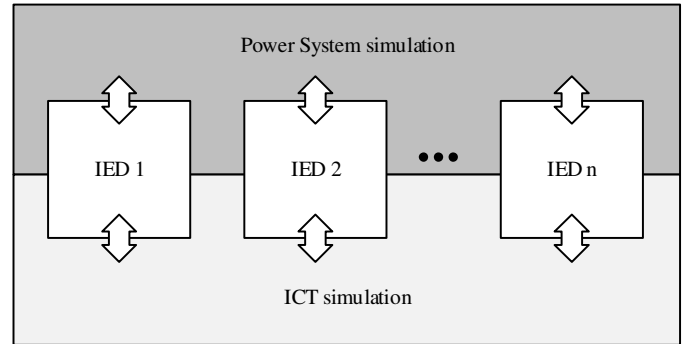 Power System simulation
IED 1
IED 2
•••
IED n
ICT simulation